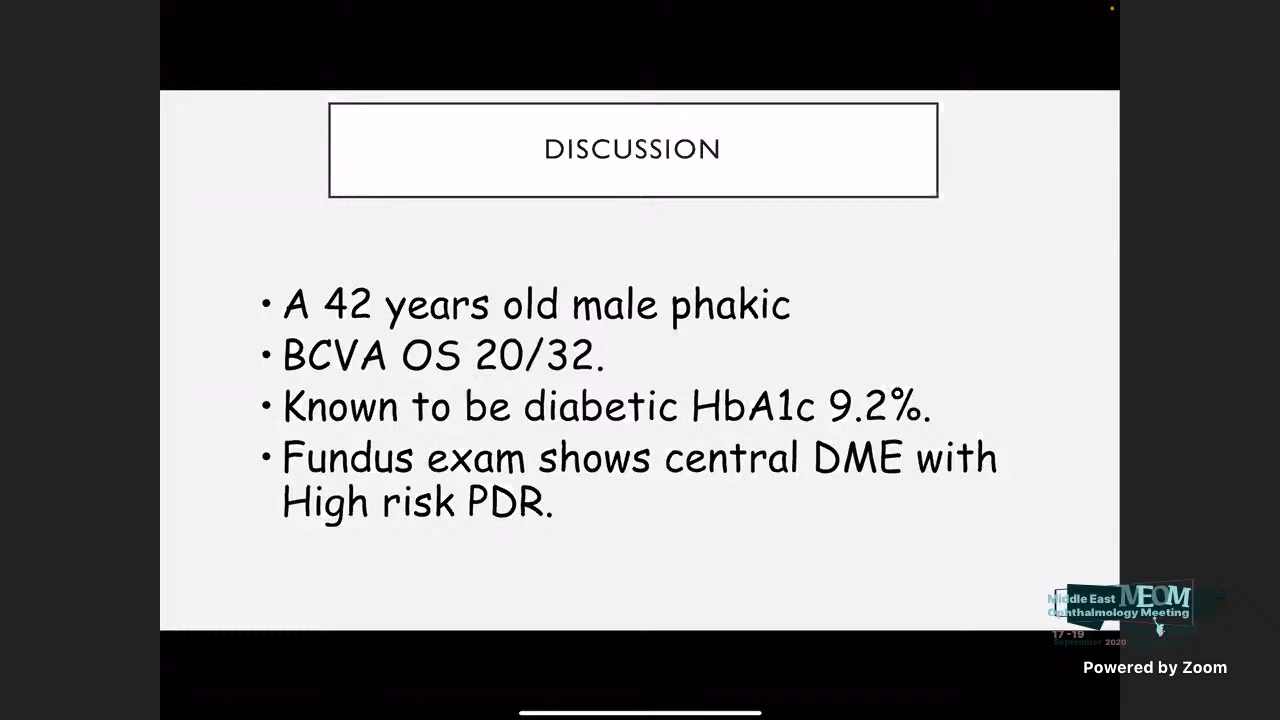 DISCUSSION
• A 42 years old male phakic
• BCVA OS 20/32.
• Known to be diabetic HbA1c 9.2%.
• Fundus exam shows central DME with
High risk PDR.
Middle East MEOM
Ophthalmology Meeting
17-19
September 2020
Powered by Zoom